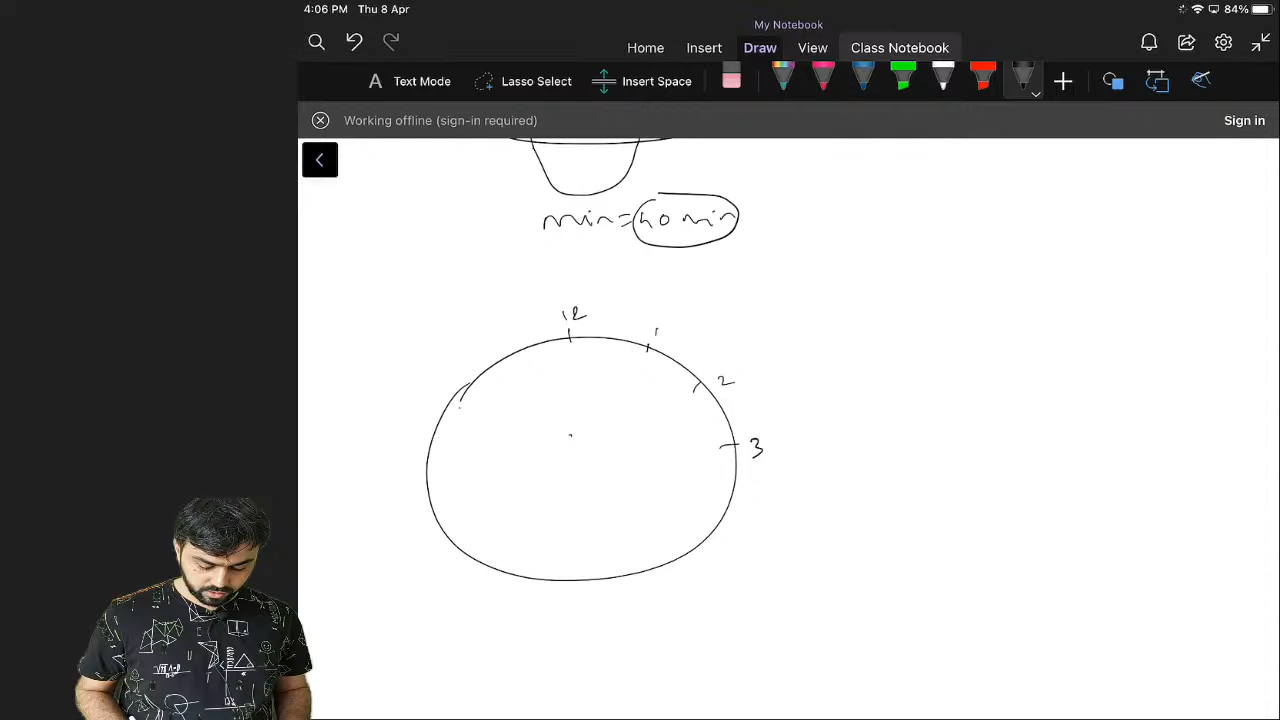 4:06 PM Thu 8 Apr
84%
My Notebook
Home Insert Draw View Class Notebook
Text Mode Lasso Select Insert Space
Working offline (sign-in required) Sign in
min = 40 min
12
1
2
3